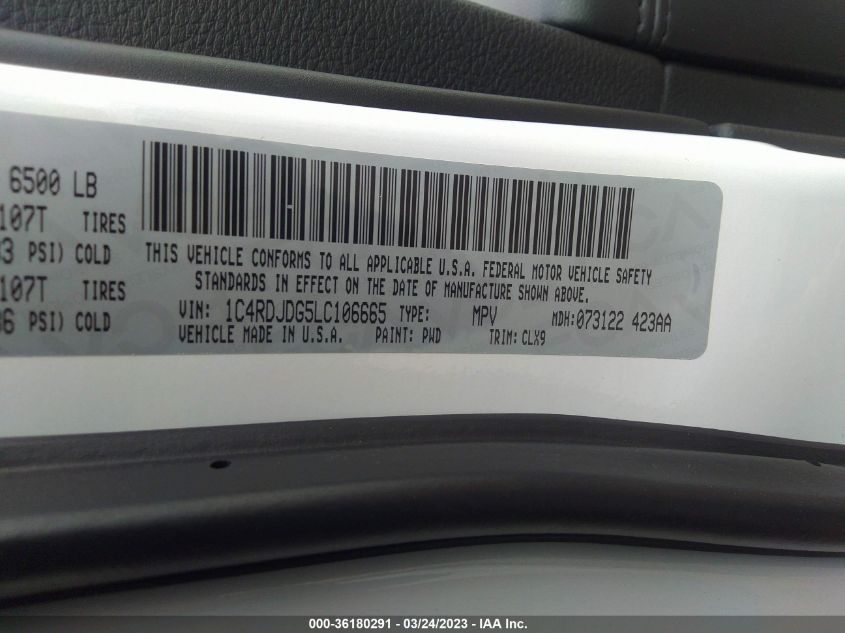 6500 LB
107T TIRES
PSI) COLD
107T TIRES
PSI) COLD
THIS VEHICLE CONFORMS TO ALL APPLICABLE U.S.A. FEDERAL MOTOR VEHICLE SAFETY
STANDARDS IN EFFECT ON THE DATE OF MANUFACTURE SHOWN ABOVE.
VIN: 1C4RDJDG5LC106665 TYPE: MPV MDH:073122 423AA
VEHICLE MADE IN U.S.A. PAINT: PWD TRIM: CLX9
000-36180291 - 03/24/2023 - IAA Inc.